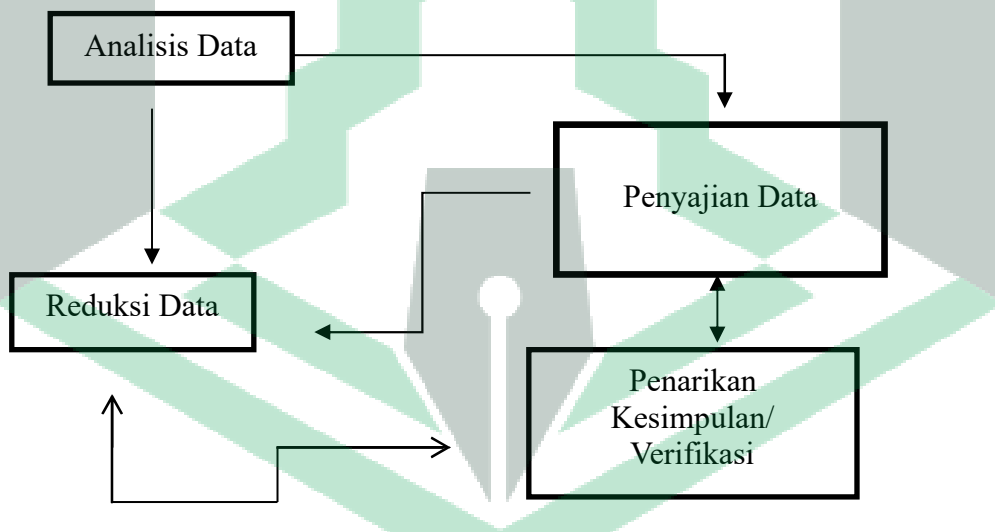 Analisis Data
Penyajian Data
Reduksi Data
Penarikan
Kesimpulan/
Verifikasi